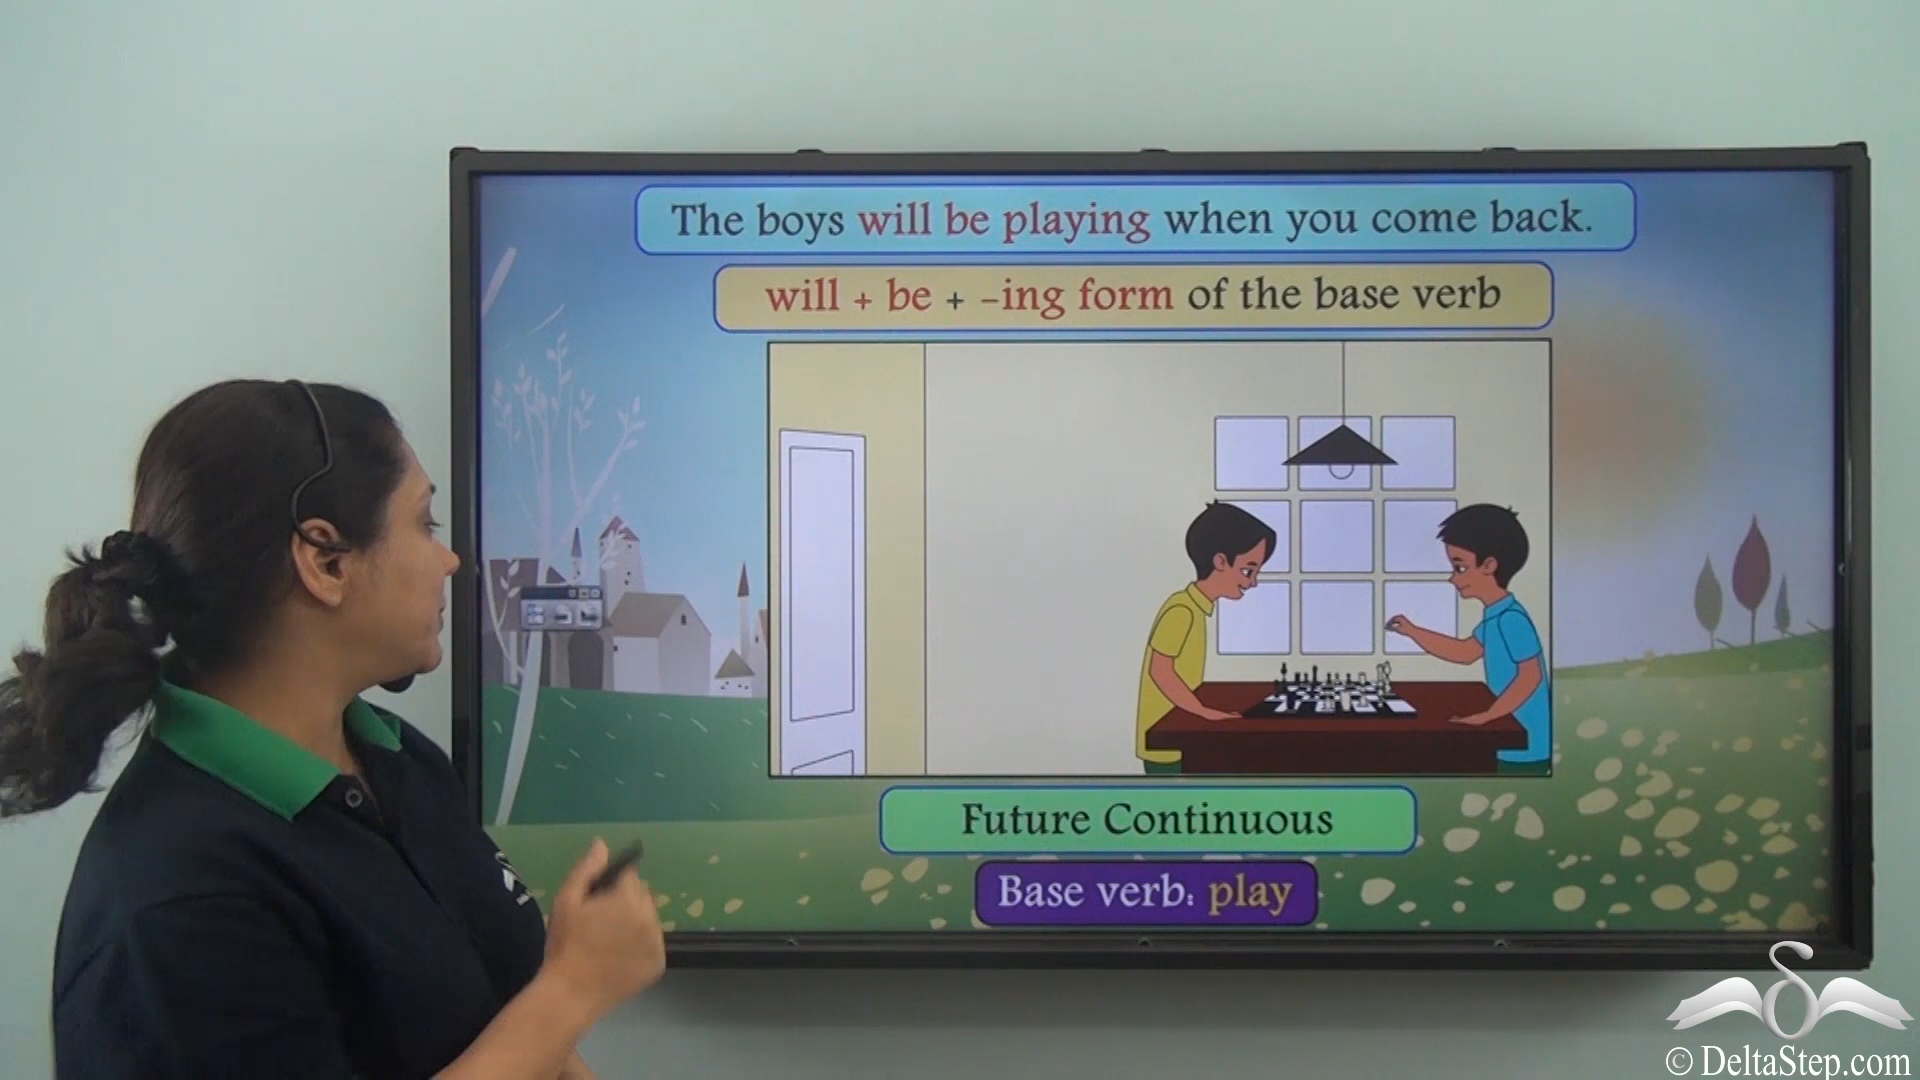 The boys will be playing when you come back.
will + be + -ing form of the base verb
Future Continuous
Base verb: play
© DeltaStep.com